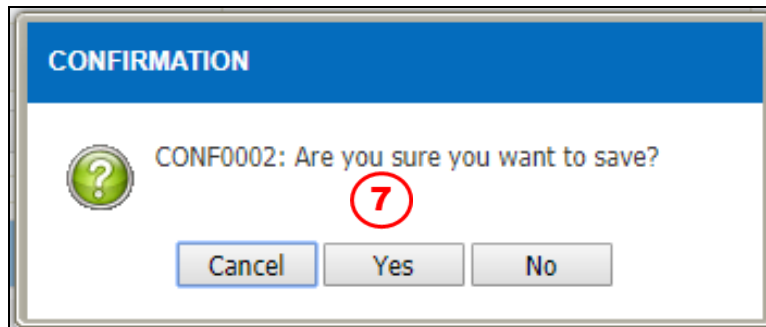 CONFIRMATION
CONF0002: Are you sure you want to save?
7
Cancel Yes No